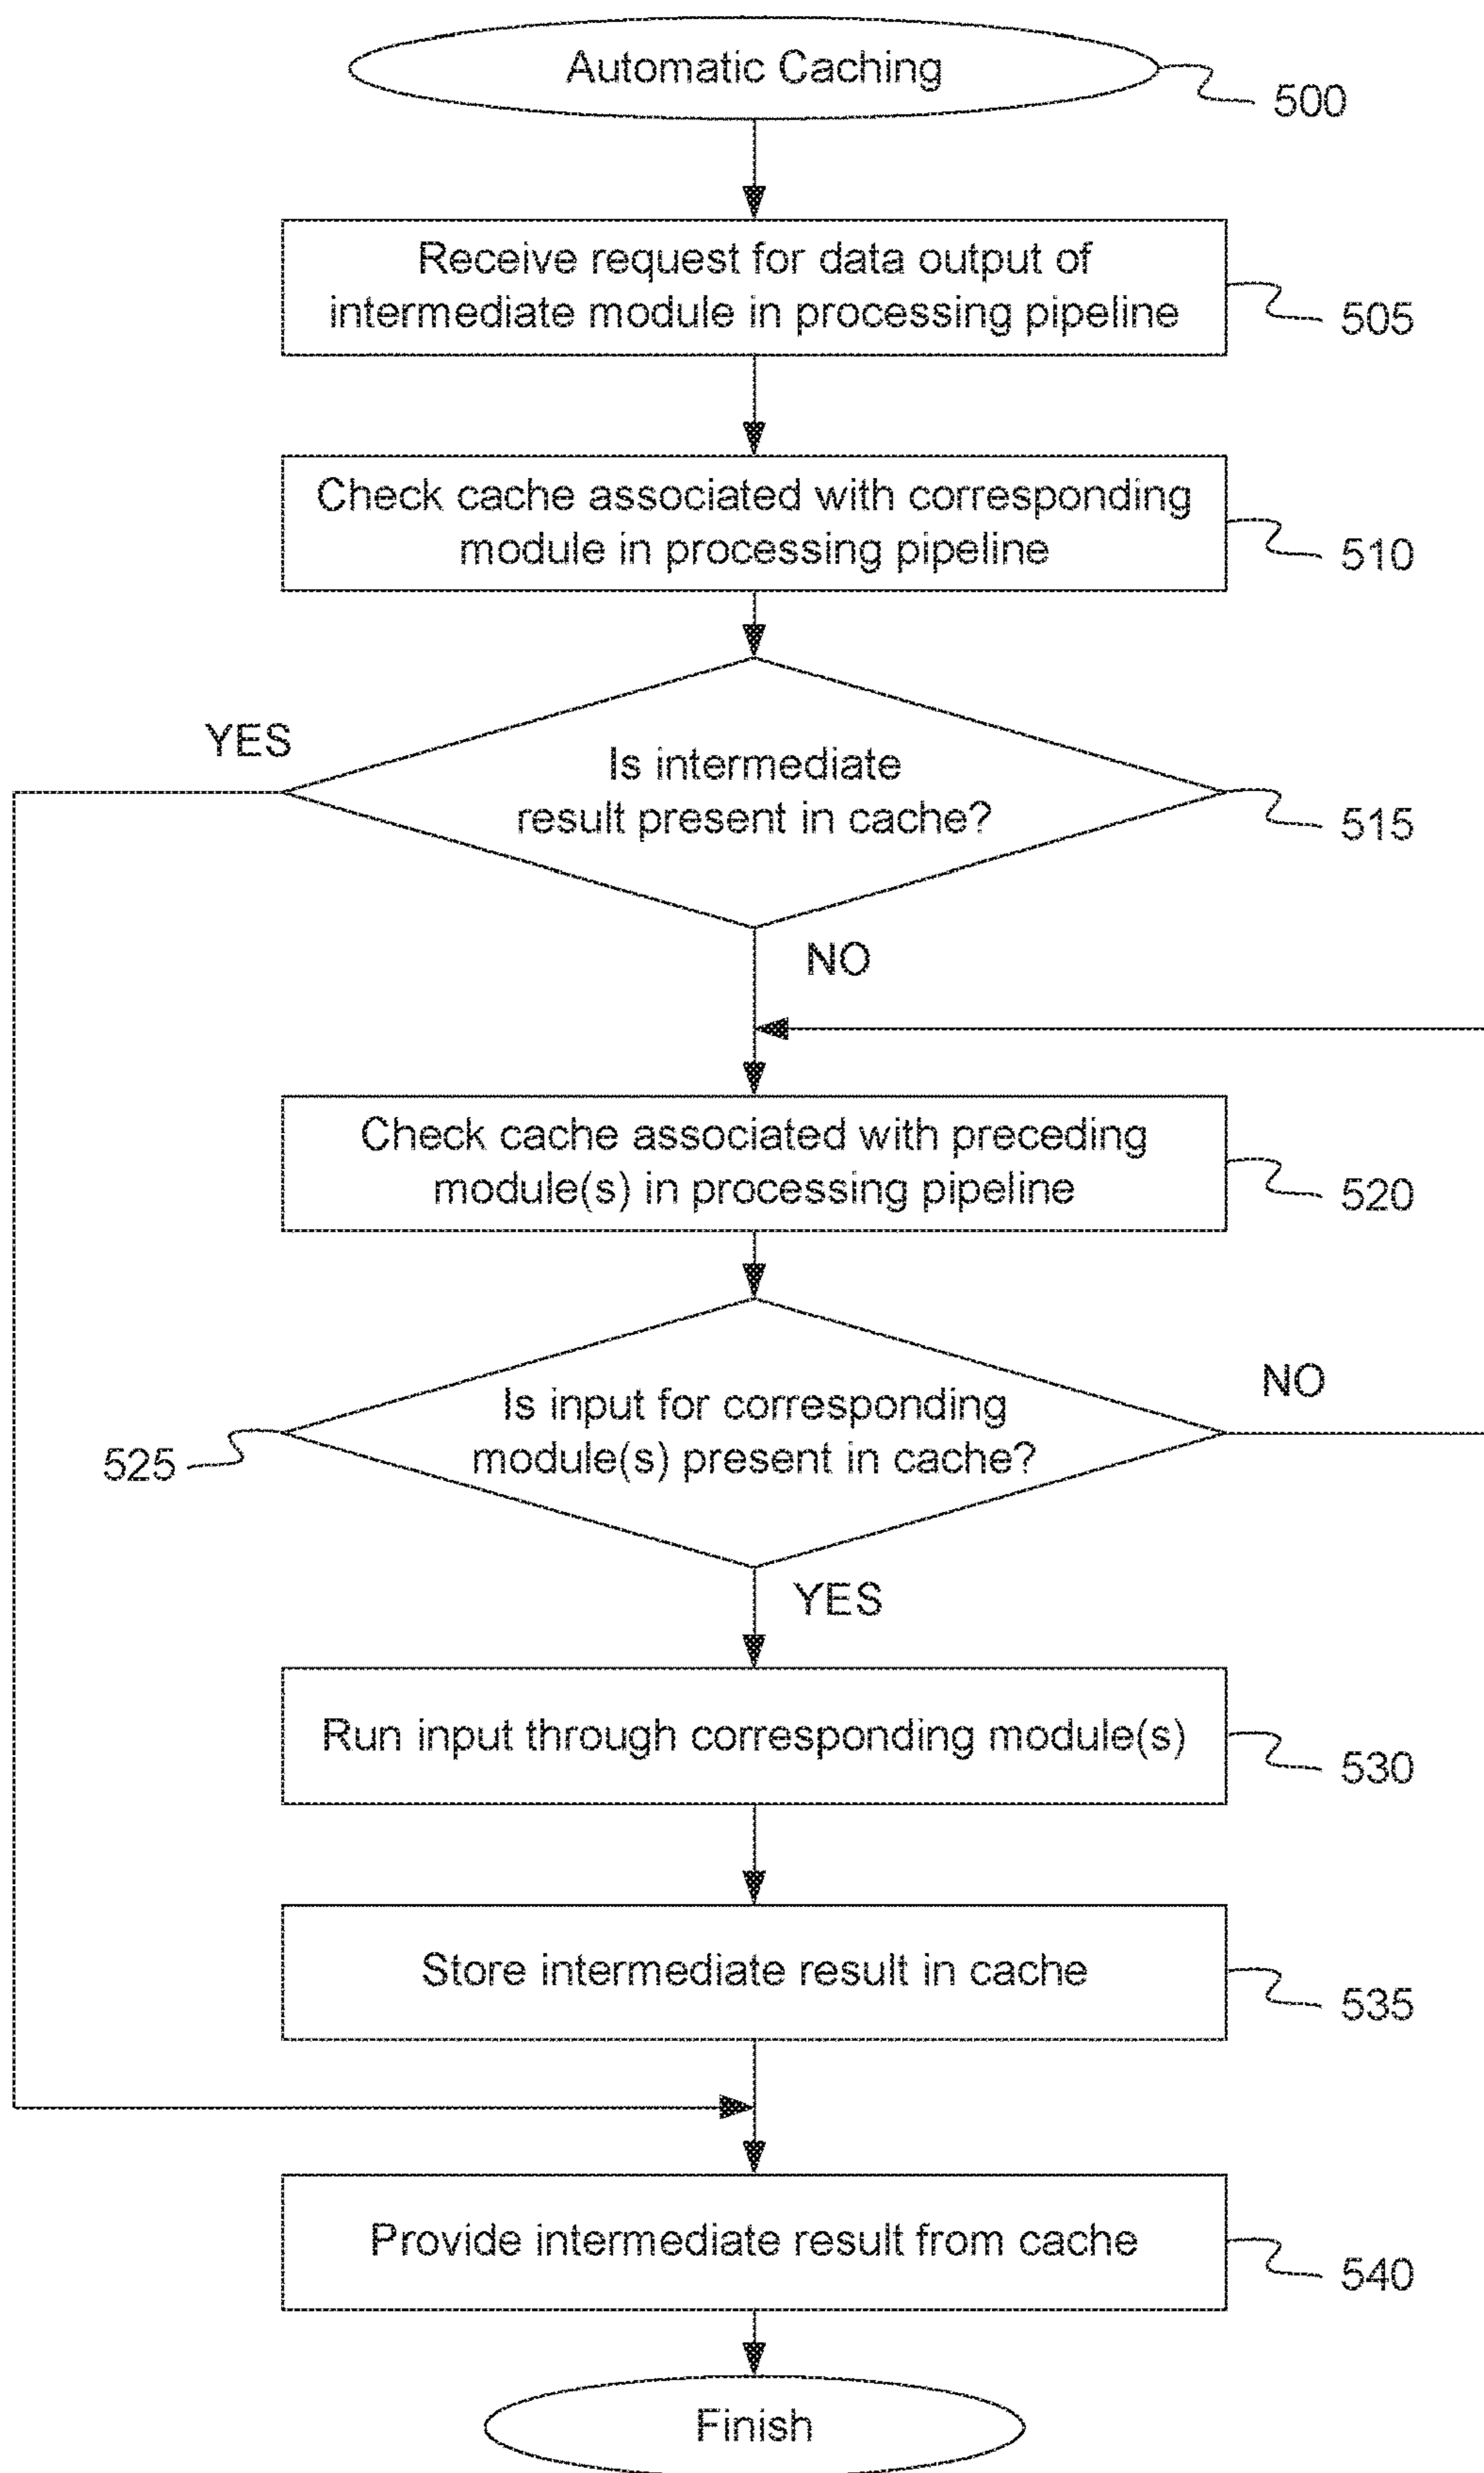 Automatic Caching
500
Receive request for data output of
intermediate module in processing pipeline
505
Check cache associated with corresponding
module in processing pipeline
510
YES
Is intermediate
result present in cache?
515
NO
Check cache associated with preceding
module(s) in processing pipeline
520
NO
Is input for corresponding
module(s) present in cache?
525
YES
Run input through corresponding module(s)
530
Store intermediate result in cache
535
Provide intermediate result from cache
540
Finish